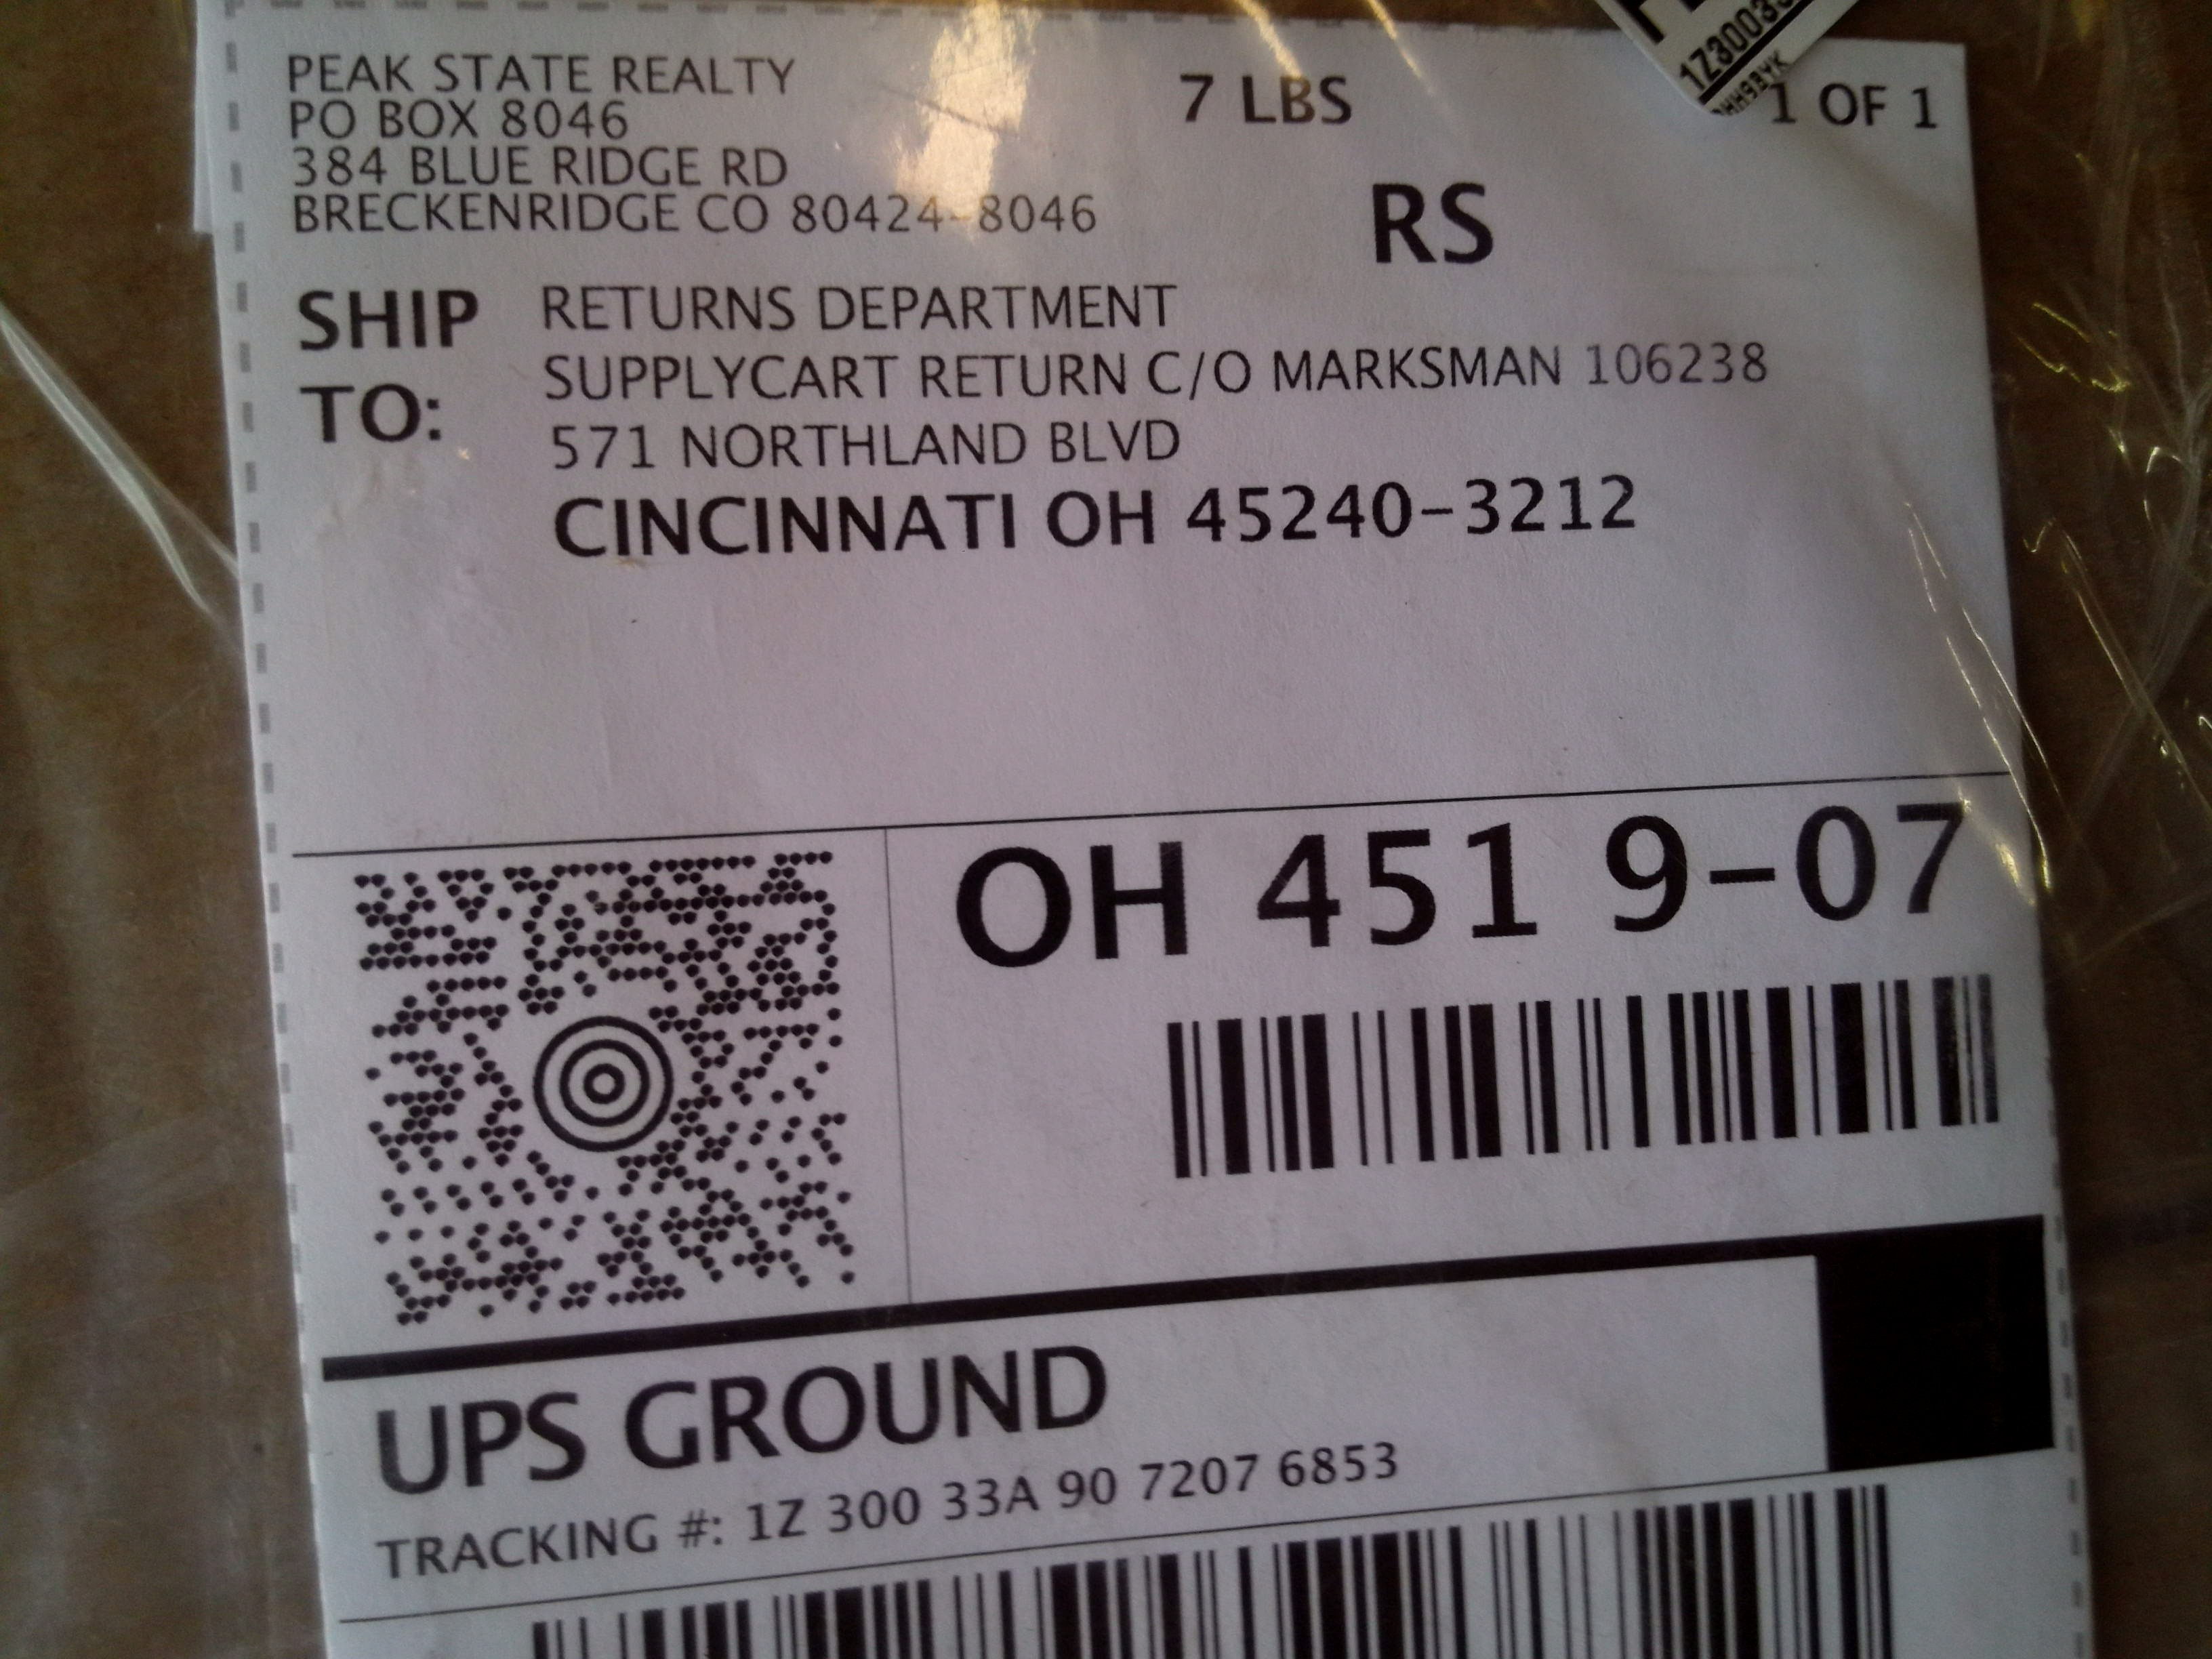 PEAK STATE REALTY
PO BOX 8046
384 BLUE RIDGE RD
BRECKENRIDGE CO 80424-8046
7 LBS
1 OF 1
RS
SHIP TO:
RETURNS DEPARTMENT
SUPPLYCART RETURN C/O MARKSMAN 106238
571 NORTHLAND BLVD
CINCINNATI OH 45240-3212
OH 451 9-07
UPS GROUND
TRACKING #: 1Z 300 33A 90 7207 6853